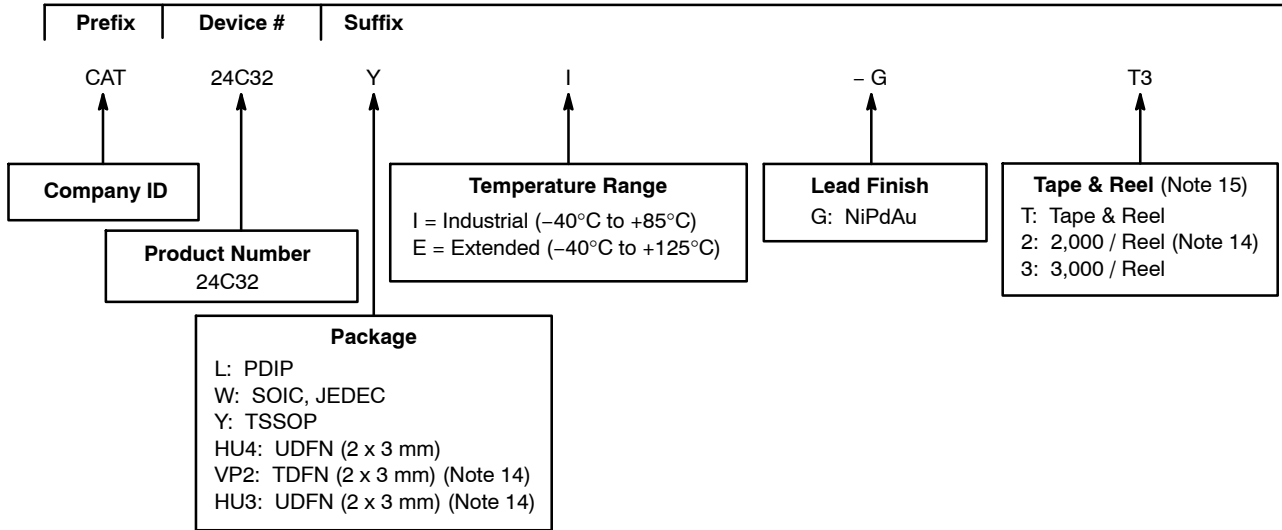 Prefix Device # Suffix
CAT 24C32 Y I – G T3
Company ID
Product Number
24C32
Package
L: PDIP
W: SOIC, JEDEC
Y: TSSOP
HU4: UDFN (2 x 3 mm)
VP2: TDFN (2 x 3 mm) (Note 14)
HU3: UDFN (2 x 3 mm) (Note 14)
Temperature Range
I = Industrial (−40°C to +85°C)
E = Extended (−40°C to +125°C)
Lead Finish
G: NiPdAu
Tape & Reel (Note 15)
T: Tape & Reel
2: 2,000 / Reel (Note 14)
3: 3,000 / Reel